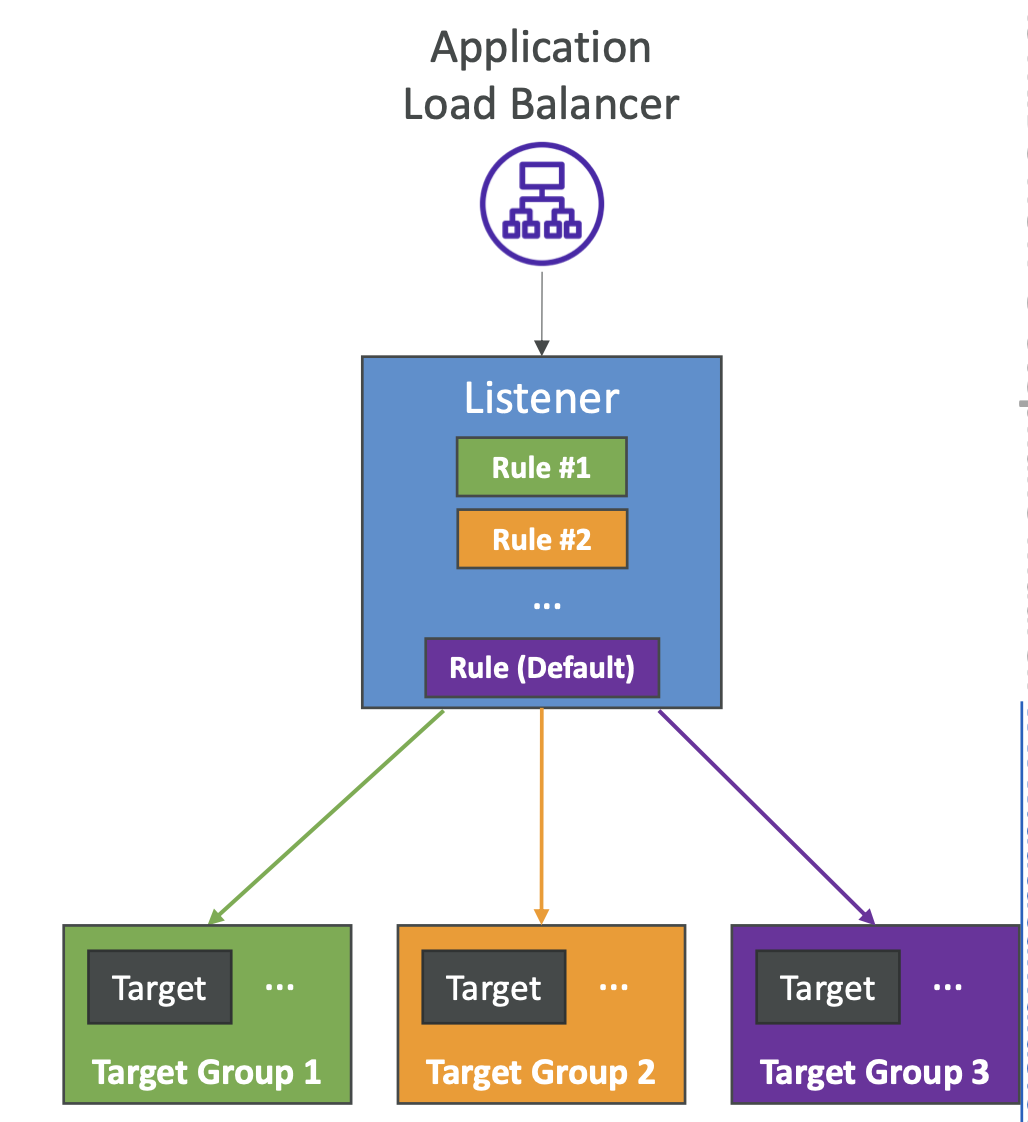 Application
Load Balancer
Listener
Rule #1
Rule #2
...
Rule (Default)
Target ...
Target Group 1
Target ...
Target Group 2
Target ...
Target Group 3